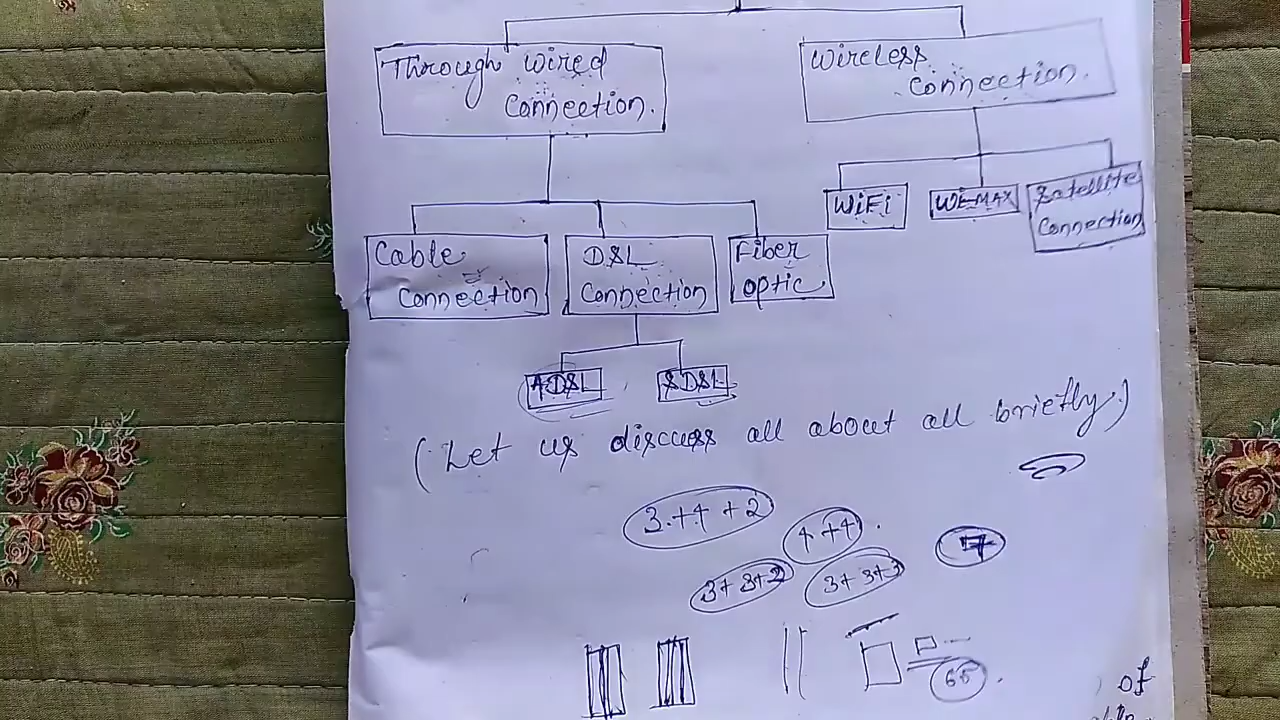 Through wired
Connection.
Wireless
Connection.
WiFi
Wi-MAX
Satellite
Connection
Cable
Connection
DSL
Connection
Fiber
optic
ADSL
SDSL
(Let us discuss all about all briefly.)
3+4+2
4+4
3+3+2
3+3+3
17
65
of